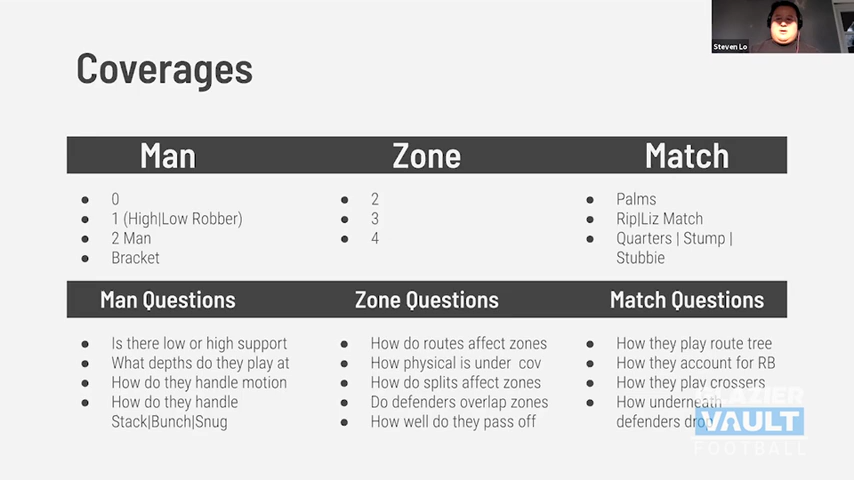 Steven Lo
Coverages
Man
Zone
Match
0
1 (High|Low Robber)
2 Man
Bracket
2
3
4
Palms
Rip|Liz Match
Quarters | Stump |
Stubbie
Man Questions
Zone Questions
Match Questions
Is there low or high support
What depths do they play at
How do they handle motion
How do they handle
Stack|Bunch|Snug
How do routes affect zones
How physical is under cov
How do splits affect zones
Do defenders overlap zones
How well do they pass off
How they play route tree
How they account for RB
How they play crossers
How underneath
defenders drop
GLAZIER
VAULT
FOOTBALL